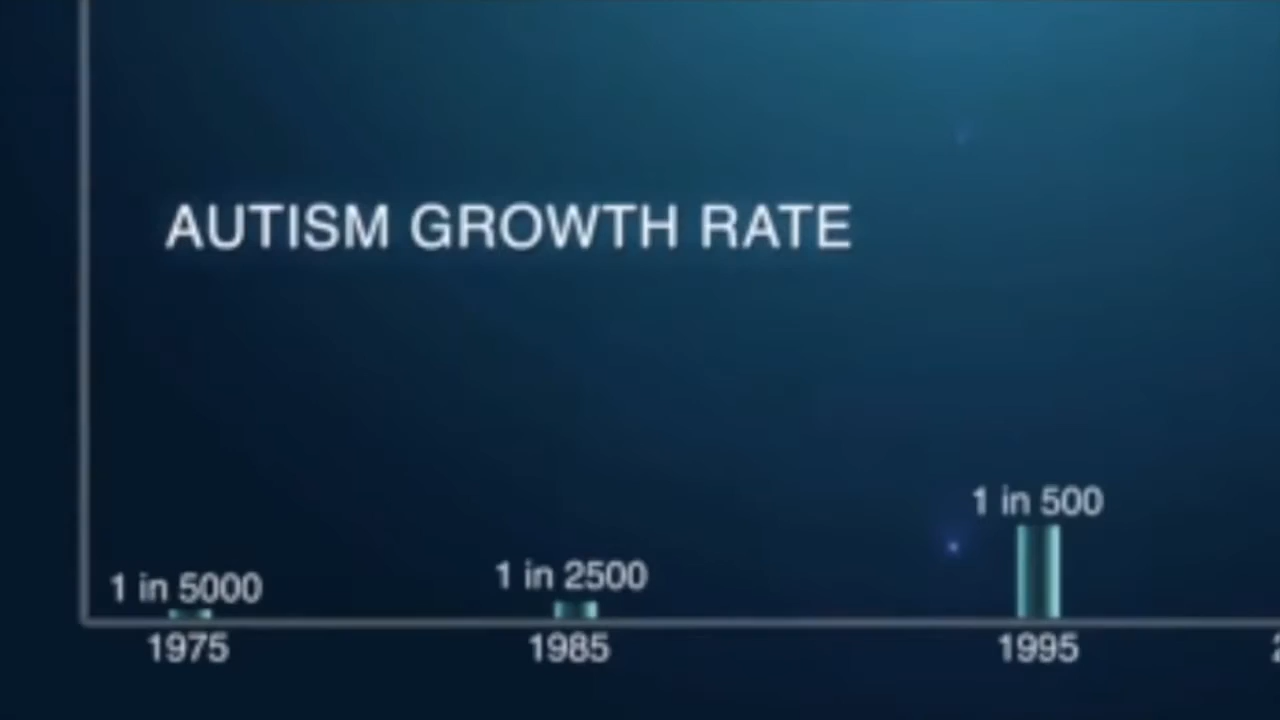 AUTISM GROWTH RATE
1 in 5000
1 in 2500
1 in 500
1975
1985
1995